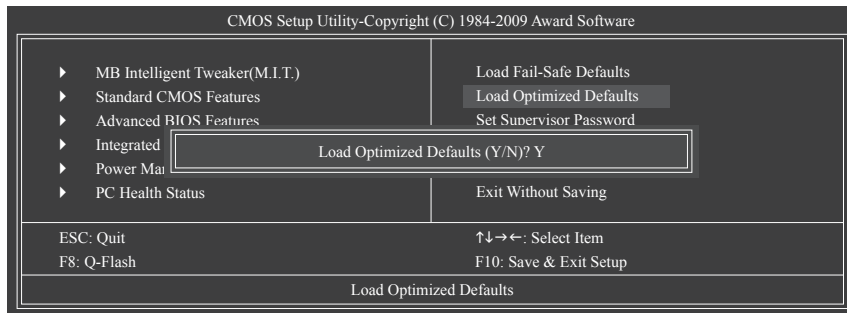 CMOS Setup Utility-Copyright (C) 1984-2009 Award Software
MB Intelligent Tweaker(M.I.T.)
Standard CMOS Features
Advanced BIOS Features
Integrated
Power
PC Health Status
Load Fail-Safe Defaults
Load Optimized Defaults
Set Supervisor Password
Exit Without Saving
Load Optimized Defaults (Y/N)? Y
ESC: Quit
F8: Q-Flash
↑↓→←: Select Item
F10: Save & Exit Setup
Load Optimized Defaults